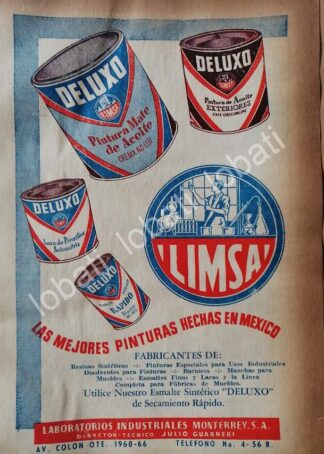 DELUXO
LIMSA
Pintura Mate
de Aceite
DELUXO
Pintura de Aceite
EXTERIORES
DELUXO
DELUXO
RAPIDO
"LIMSA"
LAS MEJORES PINTURAS HECHAS EN MEXICO
FABRICANTES DE:
Resinas Sintéticas -:- Pinturas Especiales para Usos Industriales
Disolventes para Pinturas -:- Barnices -:- Manchas para
Muebles -:- Esmaltes Finos y Lacas y la Línea
Completa para Fábricas de Muebles.
Utilice Nuestro Esmalte Sintético "DELUXO"
de Secamiento Rápido.
LABORATORIOS INDUSTRIALES MONTERREY, S.A.
DIRECTOR-TECNICO JULIO GUARNERI
AV. COLON OTE. 1960-66 TELEFONO No. 4-56 R.
lobati lobati lobati